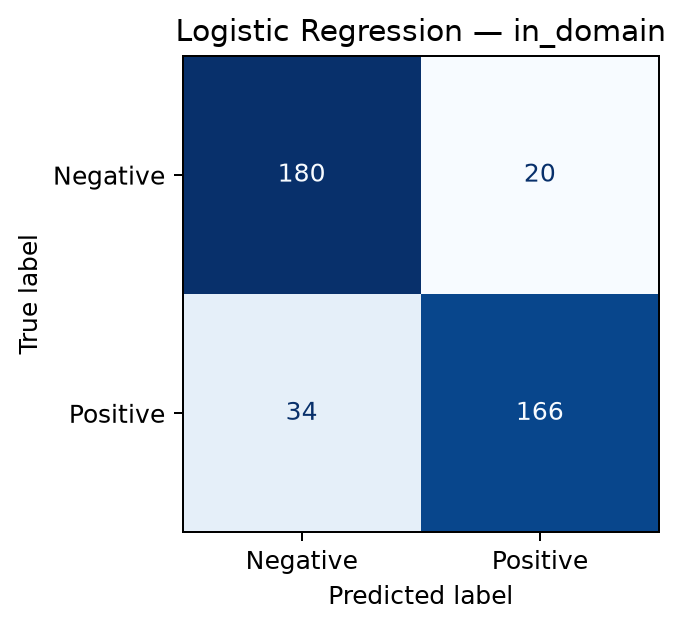 Logistic Regression — in_domain
True label
Negative
180
20
Positive
34
166
Negative
Positive
Predicted label